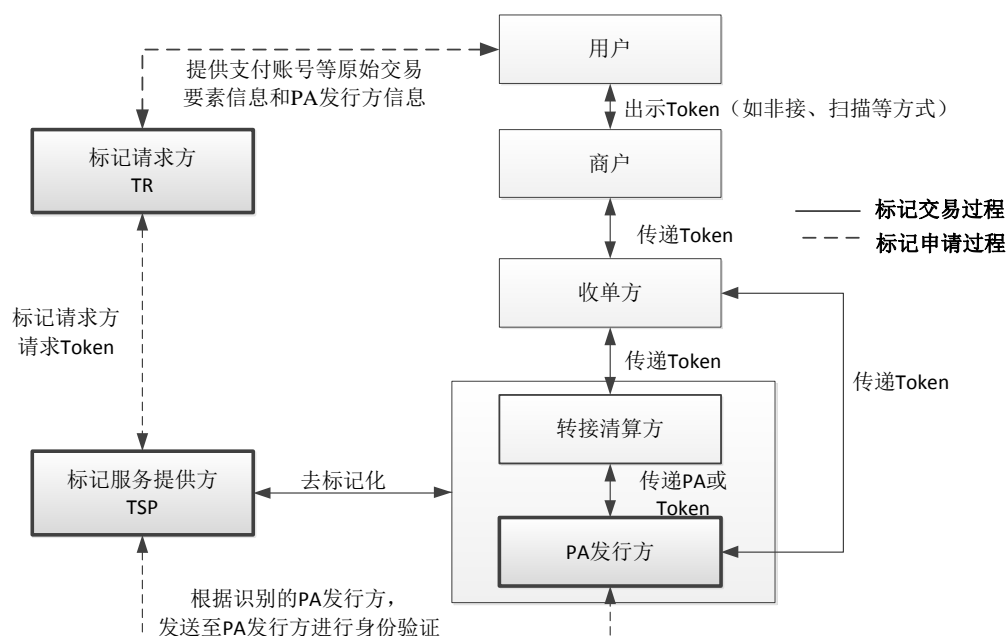 用户
提供支付账号等原始交易
要素信息和PA发行方信息
出示Token（如非接、扫描等方式）
标记请求方
TR
商户
标记交易过程
标记申请过程
传递Token
收单方
标记请求方
请求Token
传递Token
传递Token
转接清算方
标记服务提供方
TSP
去标记化
传递PA或
Token
PA发行方
根据识别的PA发行方，
发送至PA发行方进行身份验证